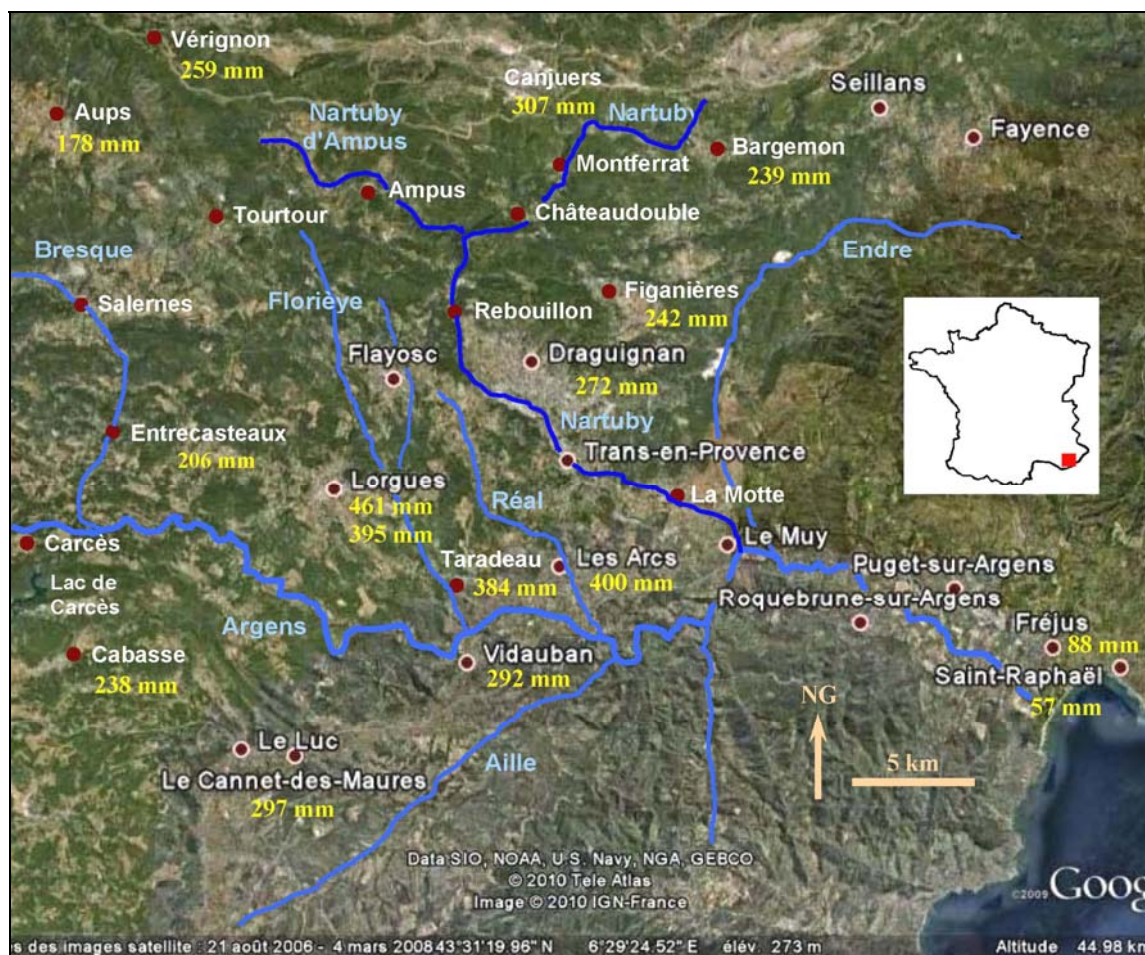 Vérignon
259 mm
Canjuers
307 mm
Seillans
Aups
178 mm
Nartuby
d'Ampus
Nartuby
Fayence
Bargemon
239 mm
Montferrat
Ampus
Châteaudouble
Tourtour
Bresque
Endre
Salernes
Florièye
Figanières
242 mm
Rebouillon
Flayosc
Draguignan
272 mm
Nartuby
Entrecasteaux
206 mm
Trans-en-Provence
Lorgues
461 mm
395 mm
Réal
La Motte
Carcès
Le Muy
Taradeau
384 mm
Les Arcs
400 mm
Puget-sur-Argens
Lac de
Carcès
Argens
Roquebrune-sur-Argens
Fréjus
88 mm
Cabasse
238 mm
Vidauban
292 mm
Saint-Raphaël
57 mm
NG
Le Luc
Le Cannet-des-Maures
297 mm
Aille
5 km
Data SIO, NOAA, U.S. Navy, NGA, GEBCO
© 2010 Tele Atlas
Image © 2010 IGN-France
©2009 Goog
es des images satellite : 21 août 2006 - 4 mars 2008 43°31'19.96" N 6°29'24.52" E élév. 273 m Altitude 44.98 km